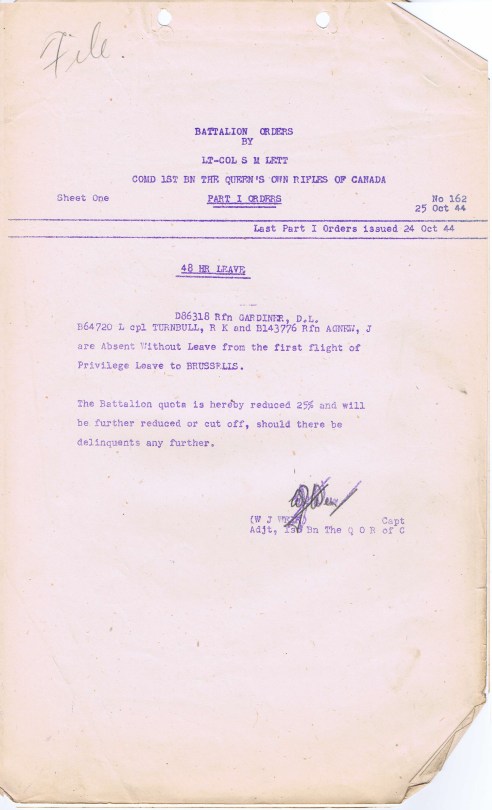 File
BATTALION ORDERS
BY
LT-COL S M LETT
COMD 1ST BN THE QUEEN'S OWN RIFLES OF CANADA
Sheet One PART I ORDERS No 162
25 Oct 44
Last Part I Orders issued 24 Oct 44
48 HR LEAVE
D86318 Rfn GARDINER, D.L.
B64720 L cpl TURNBULL, R K and B143776 Rfn AGNEW, J
are Absent Without Leave from the first flight of
Privilege Leave to BRUSSELLS.
The Battalion quota is hereby reduced 25% and will
be further reduced or cut off, should there be
delinquents any further.
(W J Capt
Adjt, 1st Bn The Q O R of C